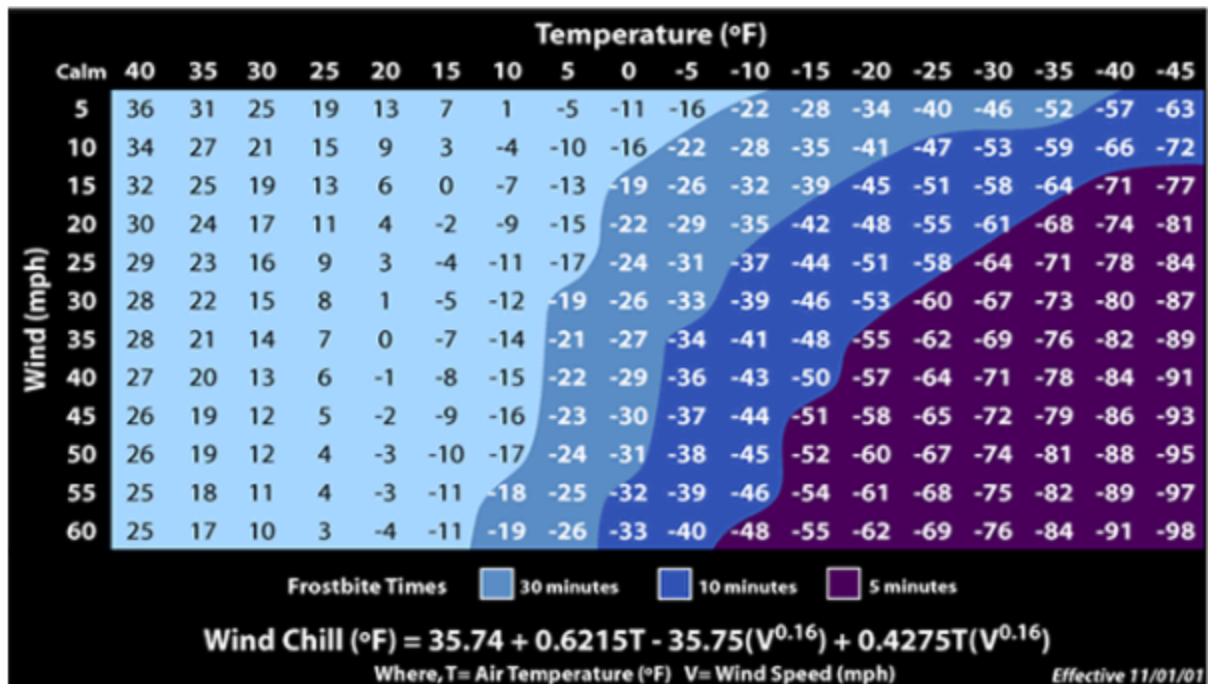 Temperature (ºF)
Calm 40 35 30 25 20 15 10 5 0 -5 -10 -15 -20 -25 -30 -35 -40 -45
5 36 31 25 19 13 7 1 -5 -11 -16 -22 -28 -34 -40 -46 -52 -57 -63
10 34 27 21 15 9 3 -4 -10 -16 -22 -28 -35 -41 -47 -53 -59 -66 -72
15 32 25 19 13 6 0 -7 -13 -19 -26 -32 -39 -45 -51 -58 -64 -71 -77
20 30 24 17 11 4 -2 -9 -15 -22 -29 -35 -42 -48 -55 -61 -68 -74 -81
25 29 23 16 9 3 -4 -11 -17 -24 -31 -37 -44 -51 -58 -64 -71 -78 -84
30 28 22 15 8 1 -5 -12 -19 -26 -33 -39 -46 -53 -60 -67 -73 -80 -87
35 28 21 14 7 0 -7 -14 -21 -27 -34 -41 -48 -55 -62 -69 -76 -82 -89
40 27 20 13 6 -1 -8 -15 -22 -29 -36 -43 -50 -57 -64 -71 -78 -84 -91
45 26 19 12 5 -2 -9 -16 -23 -30 -37 -44 -51 -58 -65 -72 -79 -86 -93
50 26 19 12 4 -3 -10 -17 -24 -31 -38 -45 -52 -60 -67 -74 -81 -88 -95
55 25 18 11 4 -3 -11 -18 -25 -32 -39 -46 -54 -61 -68 -75 -82 -89 -97
60 25 17 10 3 -4 -11 -19 -26 -33 -40 -48 -55 -62 -69 -76 -84 -91 -98
Wind (mph)
Frostbite Times 30 minutes 10 minutes 5 minutes
Wind Chill (ºF) = 35.74 + 0.6215T - 35.75(V^0.16) + 0.4275T(V^0.16)
Where, T= Air Temperature (ºF) V= Wind Speed (mph) Effective 11/01/01